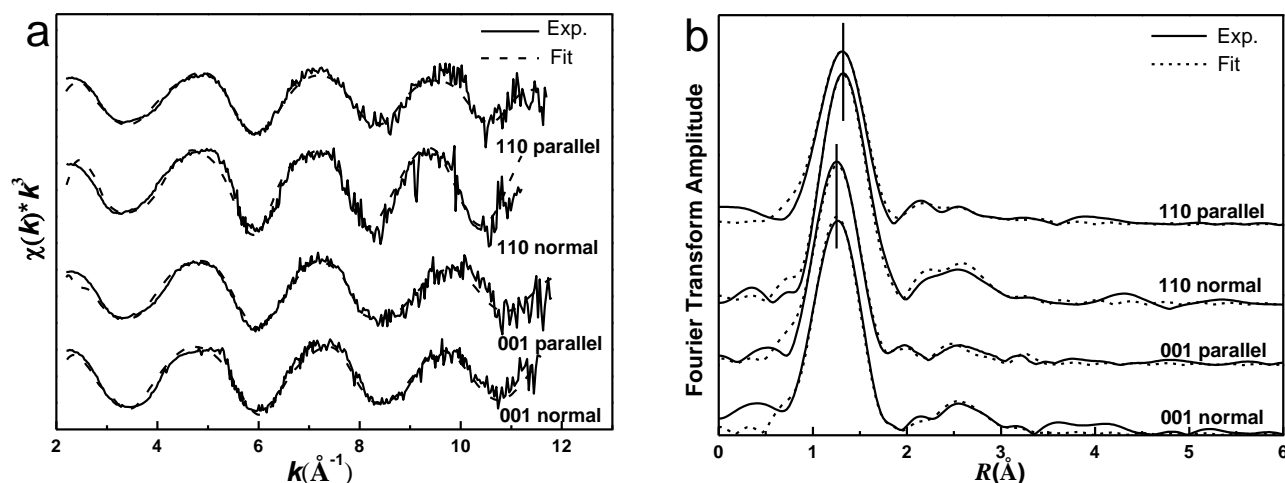 a
Exp.
Fit
110 parallel
110 normal
001 parallel
001 normal
χ(k)*k³
2 4 6 8 10 12
k(Å⁻¹)
b
Exp.
Fit
110 parallel
110 normal
001 parallel
001 normal
Fourier Transform Amplitude
0 1 2 3 4 5 6
R(Å)